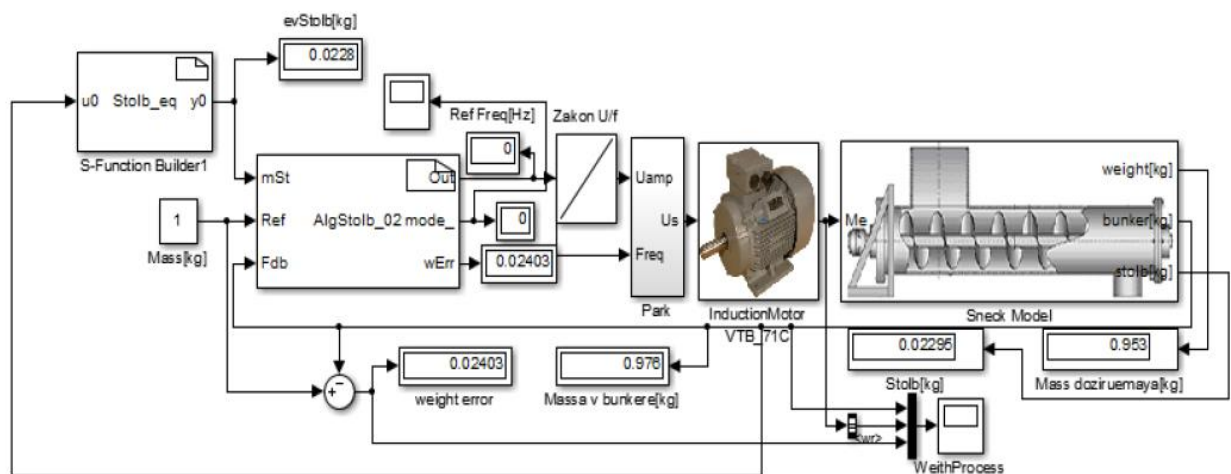 evStolb[kg]
0.0228
u0 Stolb_eq y0
S-Function Builder1
Ref Freq[Hz]
0
Zakon U/f
mSt
Out
Ref
AlgStolb_02 mode_
0
Fdb
wErr
0.02403
1
Mass[kg]
Uamp
Us
Freq
Park
InductionMotor
VTB_71C
Me
weight[kg]
bunker[kg]
stolb[kg]
Sneck Model
0.02295
Stolb[kg]
0.953
Mass doziruemaya[kg]
0.02403
weight error
0.976
Massa v bunkere[kg]
+
−
<wr>
WeithProcess